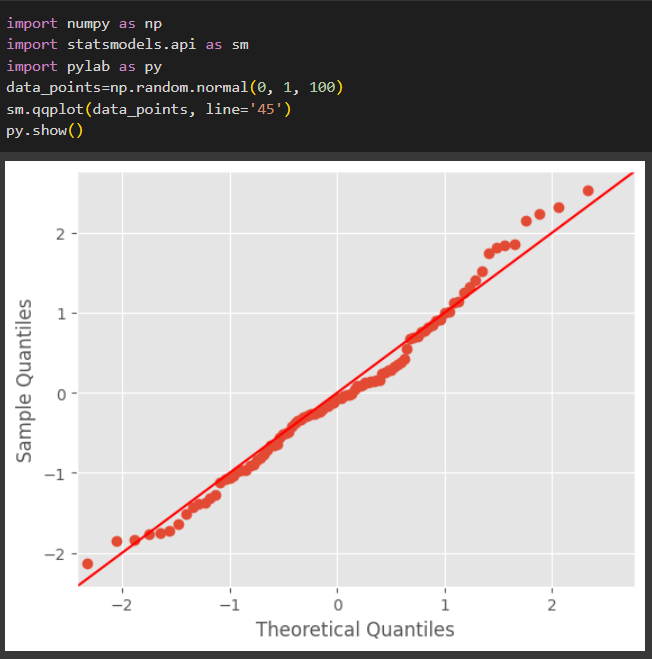 import numpy as np
import statsmodels.api as sm
import pylab as py
data_points=np.random.normal(0, 1, 100)
sm.qqplot(data_points, line='45')
py.show()
2
1
0
−1
−2
Sample Quantiles
−2 −1 0 1 2
Theoretical Quantiles